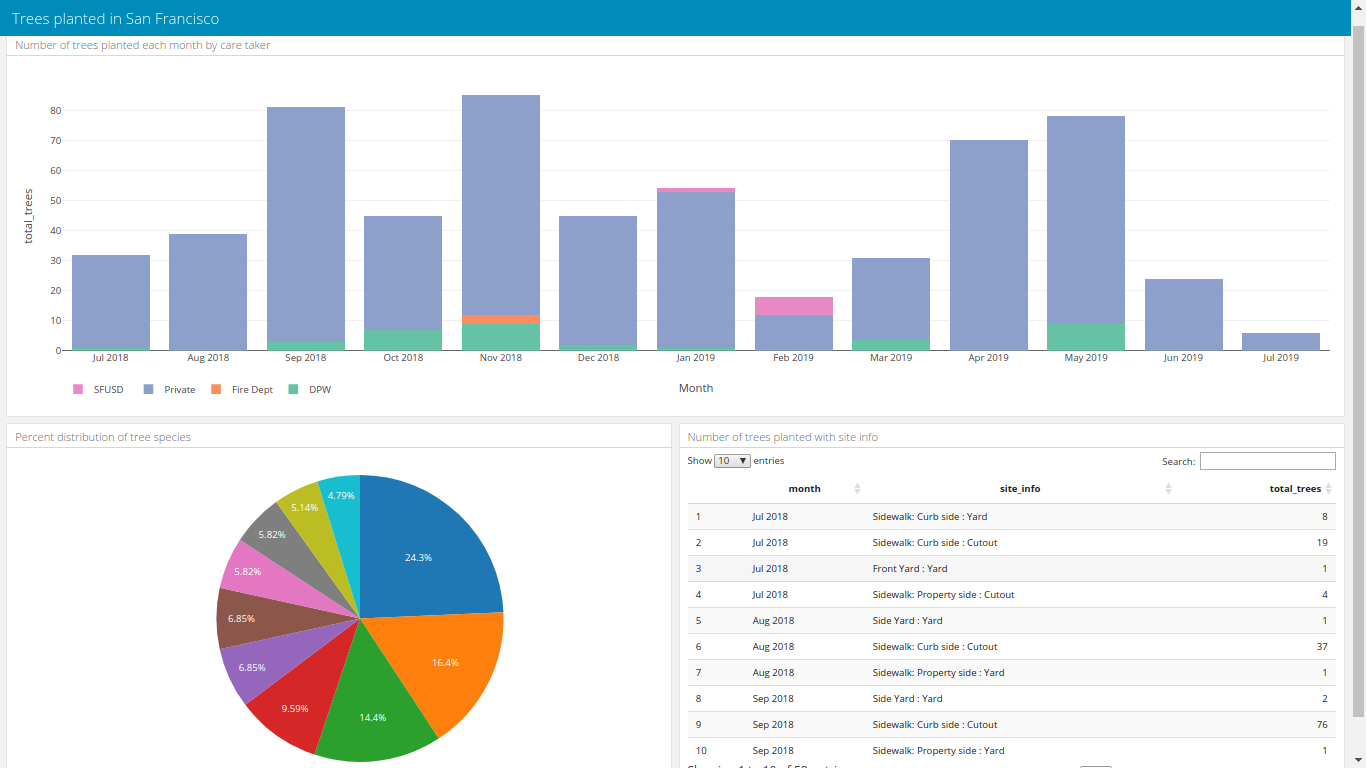 Trees planted in San Francisco
Number of trees planted each month by care taker
80
70
60
50
40
30
20
10
0
total_trees
Jul 2018 Aug 2018 Sep 2018 Oct 2018 Nov 2018 Dec 2018 Jan 2019 Feb 2019 Mar 2019 Apr 2019 May 2019 Jun 2019 Jul 2019
Month
SFUSD Private Fire Dept DPW
Percent distribution of tree species
24.3%
16.4%
14.4%
9.59%
6.85%
6.85%
5.82%
5.82%
5.14%
4.79%
Number of trees planted with site info
Show 10 entries Search:
month site_info total_trees
1 Jul 2018 Sidewalk: Curb side : Yard 8
2 Jul 2018 Sidewalk: Curb side : Cutout 19
3 Jul 2018 Front Yard : Yard 1
4 Jul 2018 Sidewalk: Property side : Cutout 4
5 Aug 2018 Side Yard : Yard 1
6 Aug 2018 Sidewalk: Curb side : Cutout 37
7 Aug 2018 Sidewalk: Property side : Yard 1
8 Sep 2018 Side Yard : Yard 2
9 Sep 2018 Sidewalk: Curb side : Cutout 76
10 Sep 2018 Sidewalk: Property side : Yard 1